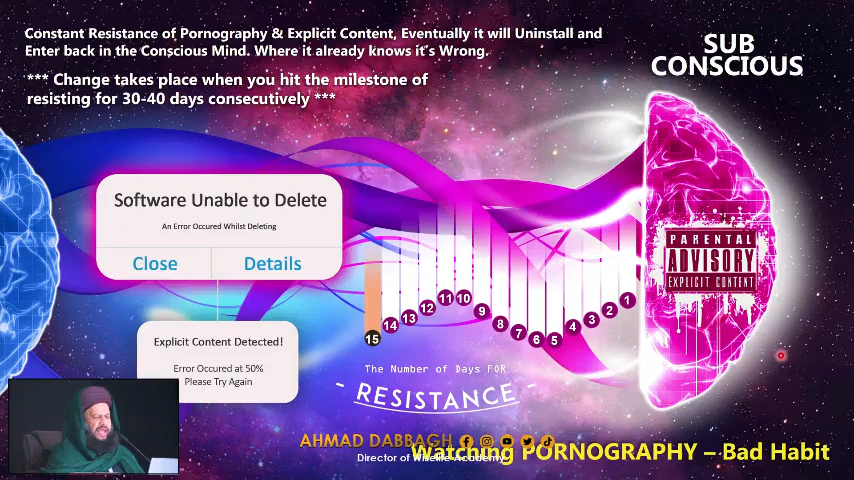 Constant Resistance of Pornography & Explicit Content, Eventually it will Uninstall and
Enter back in the Conscious Mind. Where it already knows it's Wrong.
*** Change takes place when you hit the milestone of
resisting for 30-40 days consecutively ***
SUB
CONSCIOUS
Software Unable to Delete
An Error Occured Whilst Deleting
Close Details
PARENTAL
ADVISORY
EXPLICIT CONTENT
15 14 13 12 11 10 9 8 7 6 5 4 3 2 1
Explicit Content Detected!
Error Occured at 50%
Please Try Again
The Number of Days FOR
- RESISTANCE -
AHMAD DABBAGH
Director of Wiselife Academy
Watching PORNOGRAPHY – Bad Habit